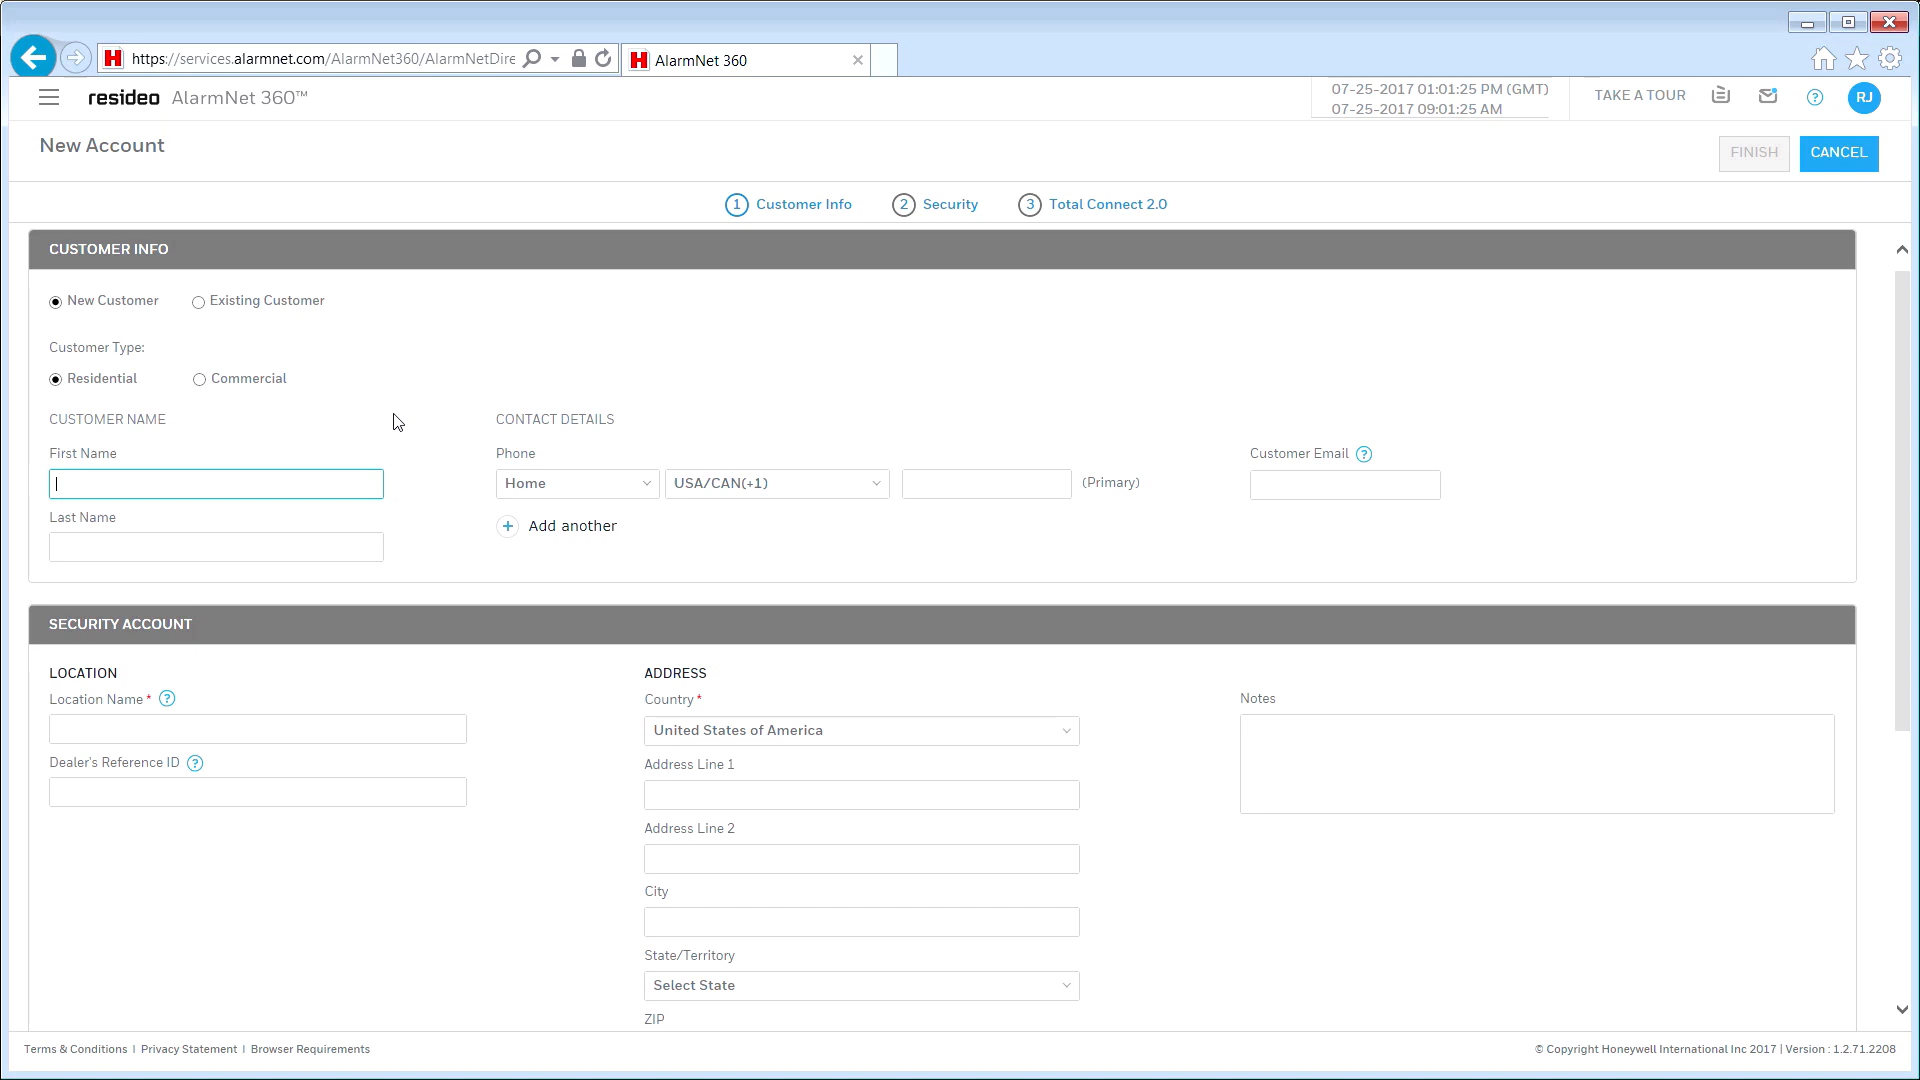 https://services.alarmnet.com/AlarmNet360/AlarmNetDire
AlarmNet 360
resideo AlarmNet 360™
07-25-2017 01:01:25 PM (GMT)
07-25-2017 09:01:25 AM
TAKE A TOUR
?
RJ
New Account
FINISH
CANCEL
1 Customer Info
2 Security
3 Total Connect 2.0
CUSTOMER INFO
New Customer
Existing Customer
Customer Type:
Residential
Commercial
CUSTOMER NAME
CONTACT DETAILS
First Name
Phone
Customer Email ?
Home
USA/CAN(+1)
(Primary)
Last Name
+ Add another
SECURITY ACCOUNT
LOCATION
ADDRESS
Location Name * ?
Country *
Notes
United States of America
Dealer's Reference ID ?
Address Line 1
Address Line 2
City
State/Territory
Select State
ZIP
Terms & Conditions | Privacy Statement | Browser Requirements
© Copyright Honeywell International Inc 2017 | Version : 1.2.71.2208